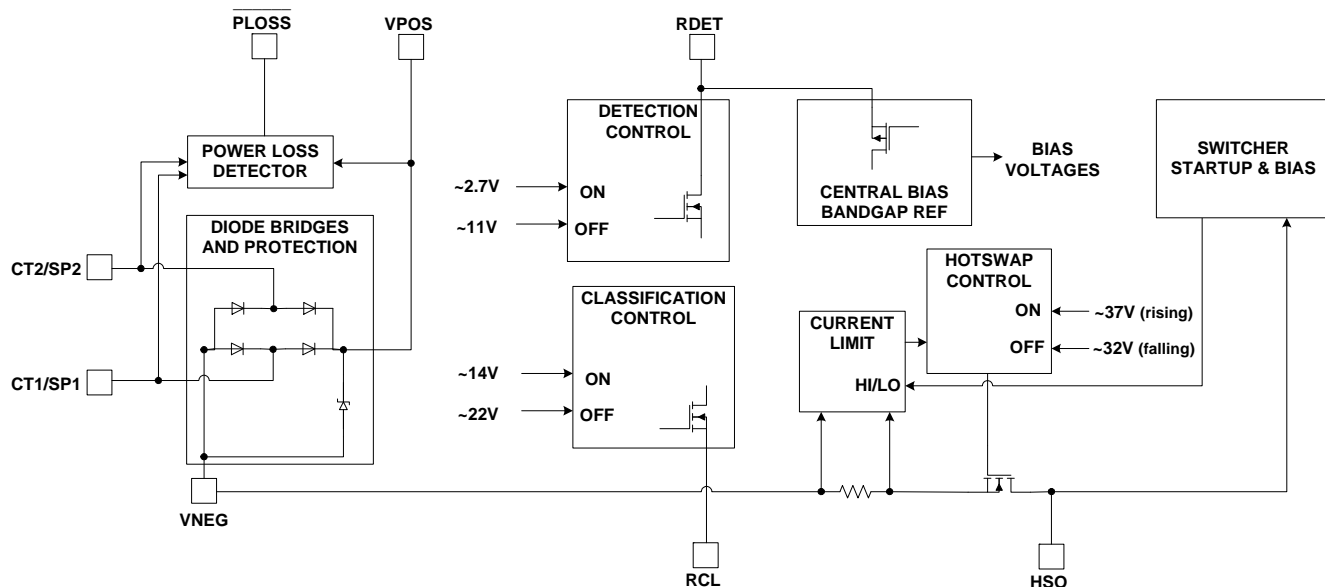 PLOSS
VPOS
RDET
POWER LOSS
DETECTOR
DIODE BRIDGES
AND PROTECTION
CT2/SP2
CT1/SP1
VNEG
DETECTION
CONTROL
~2.7V
ON
~11V
OFF
CENTRAL BIAS
BANDGAP REF
BIAS
VOLTAGES
SWITCHER
STARTUP & BIAS
CLASSIFICATION
CONTROL
~14V
ON
~22V
OFF
RCL
CURRENT
LIMIT
HI/LO
HOTSWAP
CONTROL
ON
~37V (rising)
OFF
~32V (falling)
HSO